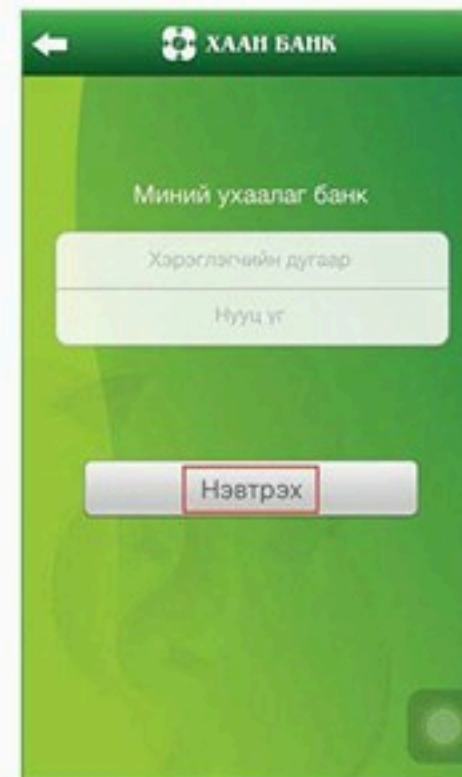 ХААН БАНК
Миний ухаалаг банк
Хэрэглэгчийн дугаар
Нууц үг
Нэвтрэх